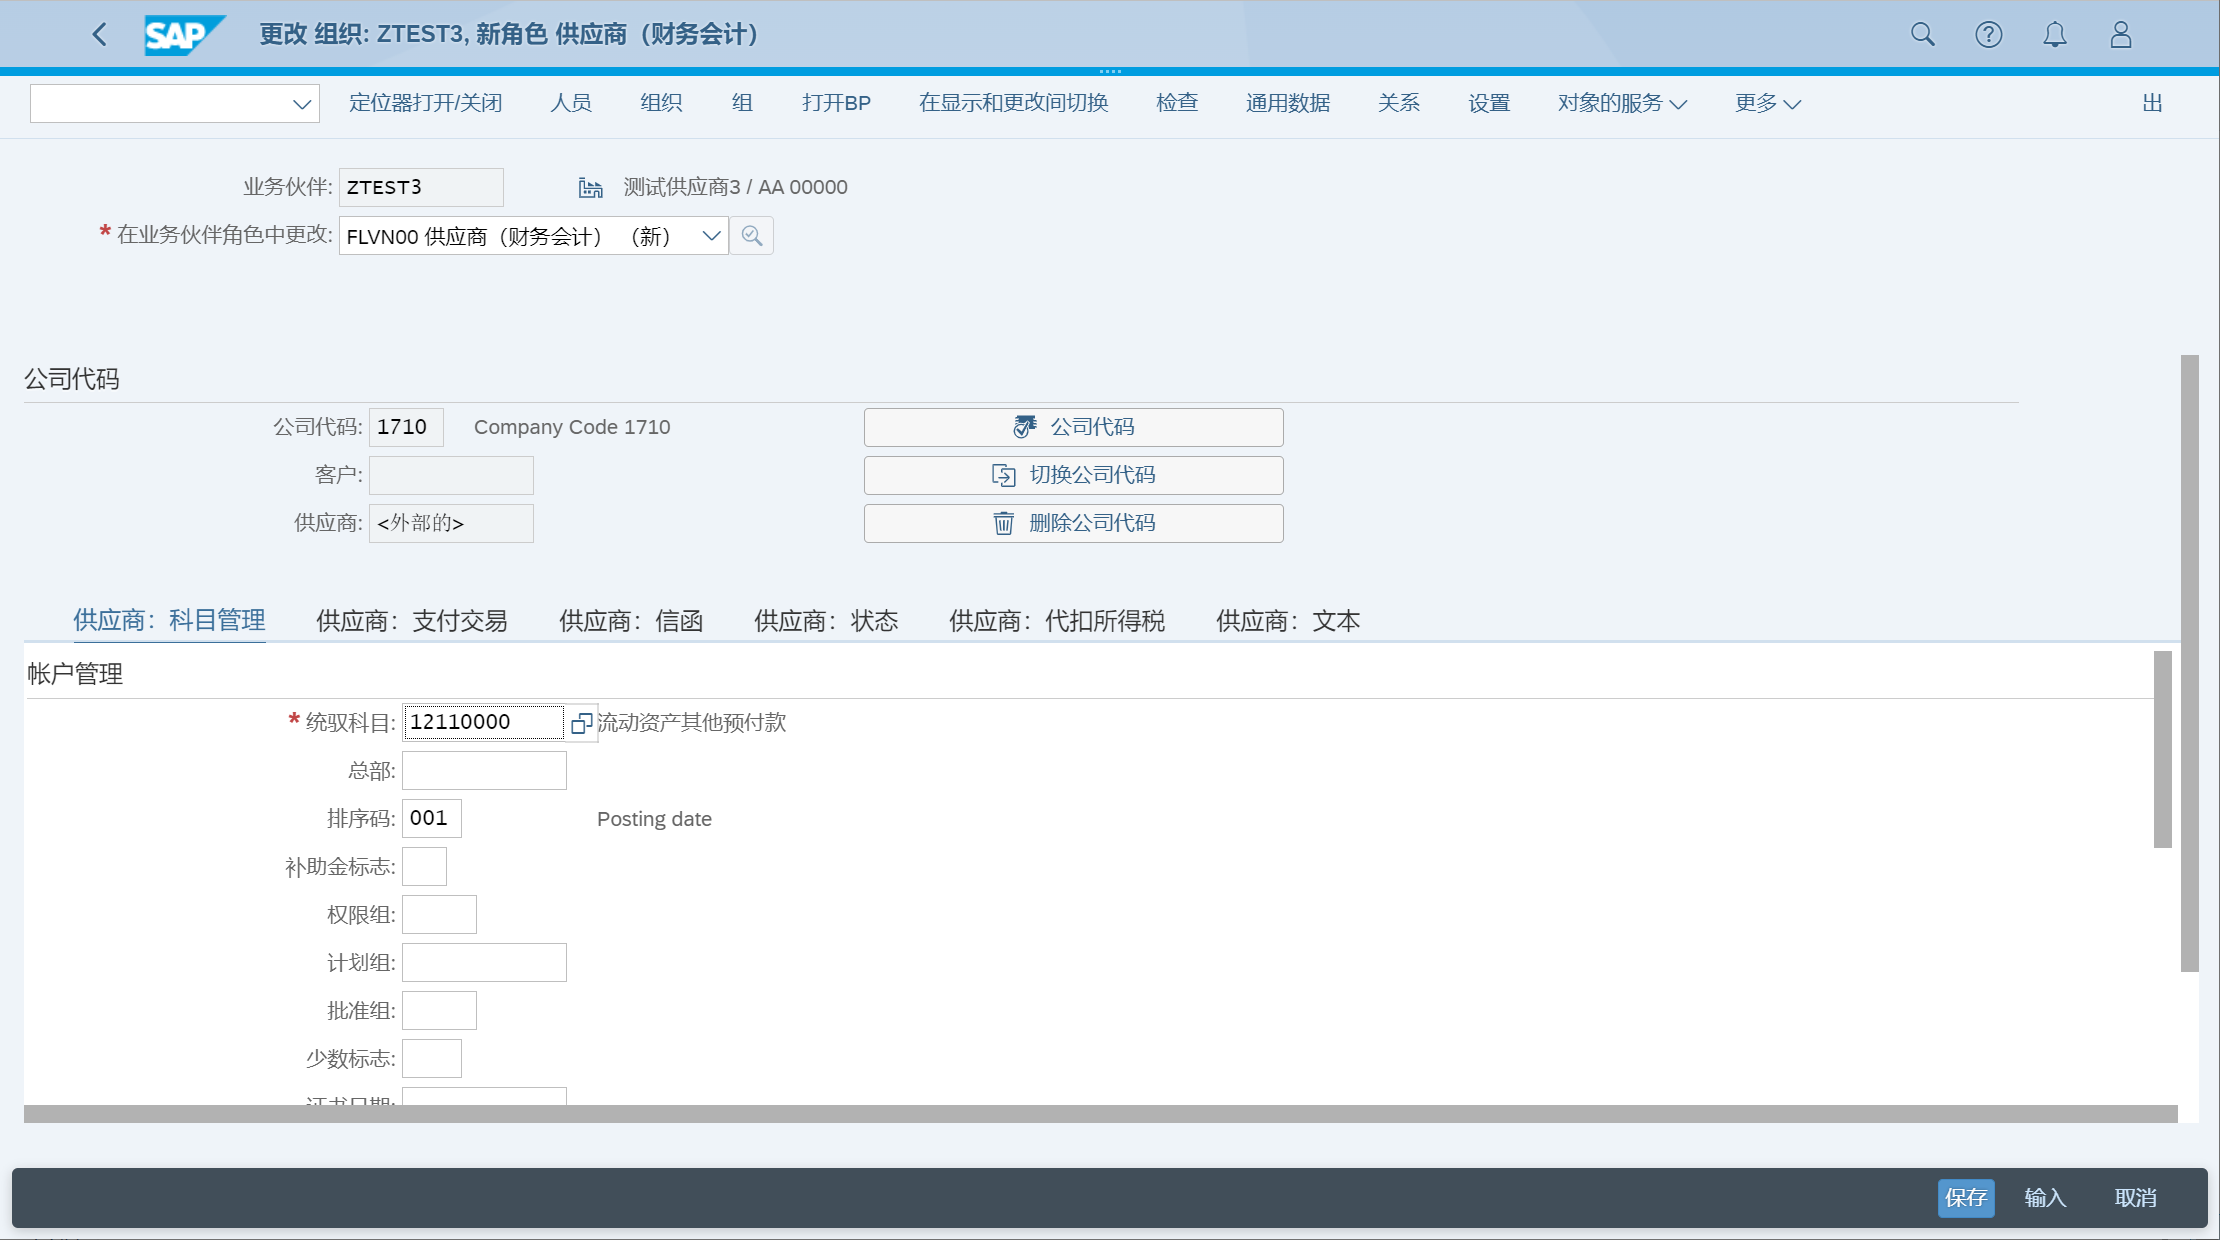 SAP 更改 组织: ZTEST3, 新角色 供应商（财务会计）
定位器打开/关闭 人员 组织 组 打开BP 在显示和更改间切换 检查 通用数据 关系 设置 对象的服务 更多 出
业务伙伴: ZTEST3 测试供应商3 / AA 00000
* 在业务伙伴角色中更改: FLVN00 供应商（财务会计）（新）
公司代码
公司代码: 1710 Company Code 1710 公司代码
客户: 切换公司代码
供应商: <外部的> 删除公司代码
供应商：科目管理 供应商：支付交易 供应商：信函 供应商：状态 供应商：代扣所得税 供应商：文本
帐户管理
* 统驭科目: 12110000 流动资产其他预付款
总部:
排序码: 001 Posting date
补助金标志:
权限组:
计划组:
批准组:
少数标志:
证书日期:
保存 输入 取消